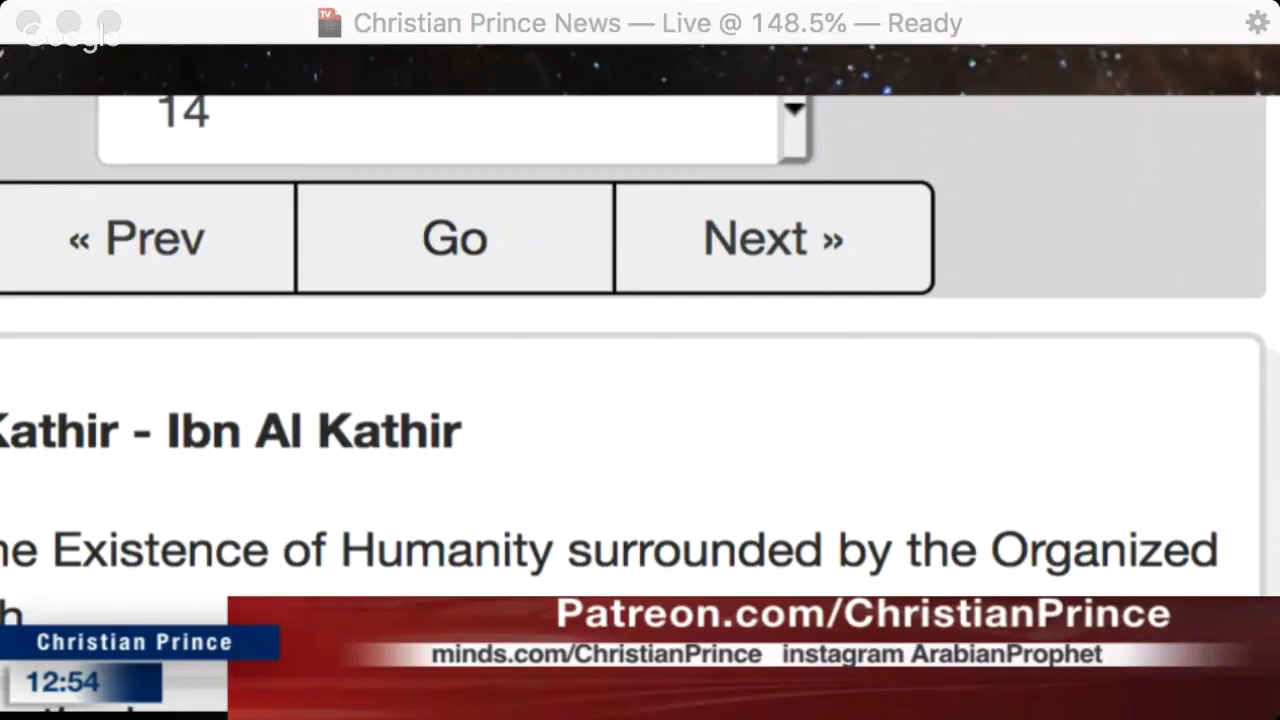 Christian Prince News — Live @ 148.5% — Ready
Google
14
« Prev
Go
Next »
Kathir - Ibn Al Kathir
Existence of Humanity surrounded by the Organized
Patreon.com/ChristianPrince
Christian Prince
minds.com/ChristianPrince instagram ArabianProphet
12:54